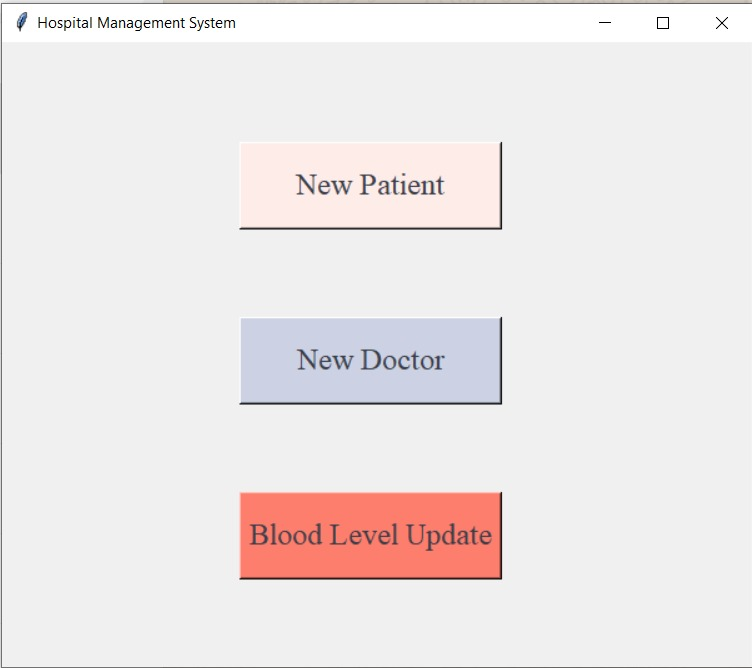 Hospital Management System
New Patient
New Doctor
Blood Level Update